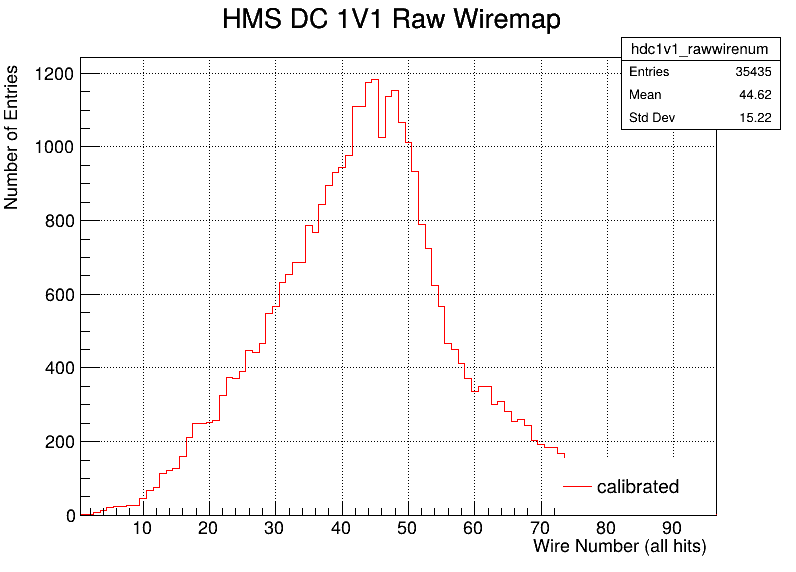 HMS DC 1V1 Raw Wiremap
hdc1v1_rawwirenum
Entries 35435
Mean 44.62
Std Dev 15.22
Number of Entries
1200
1000
800
600
400
200
0
calibrated
10 20 30 40 50 60 70 80 90
Wire Number (all hits)